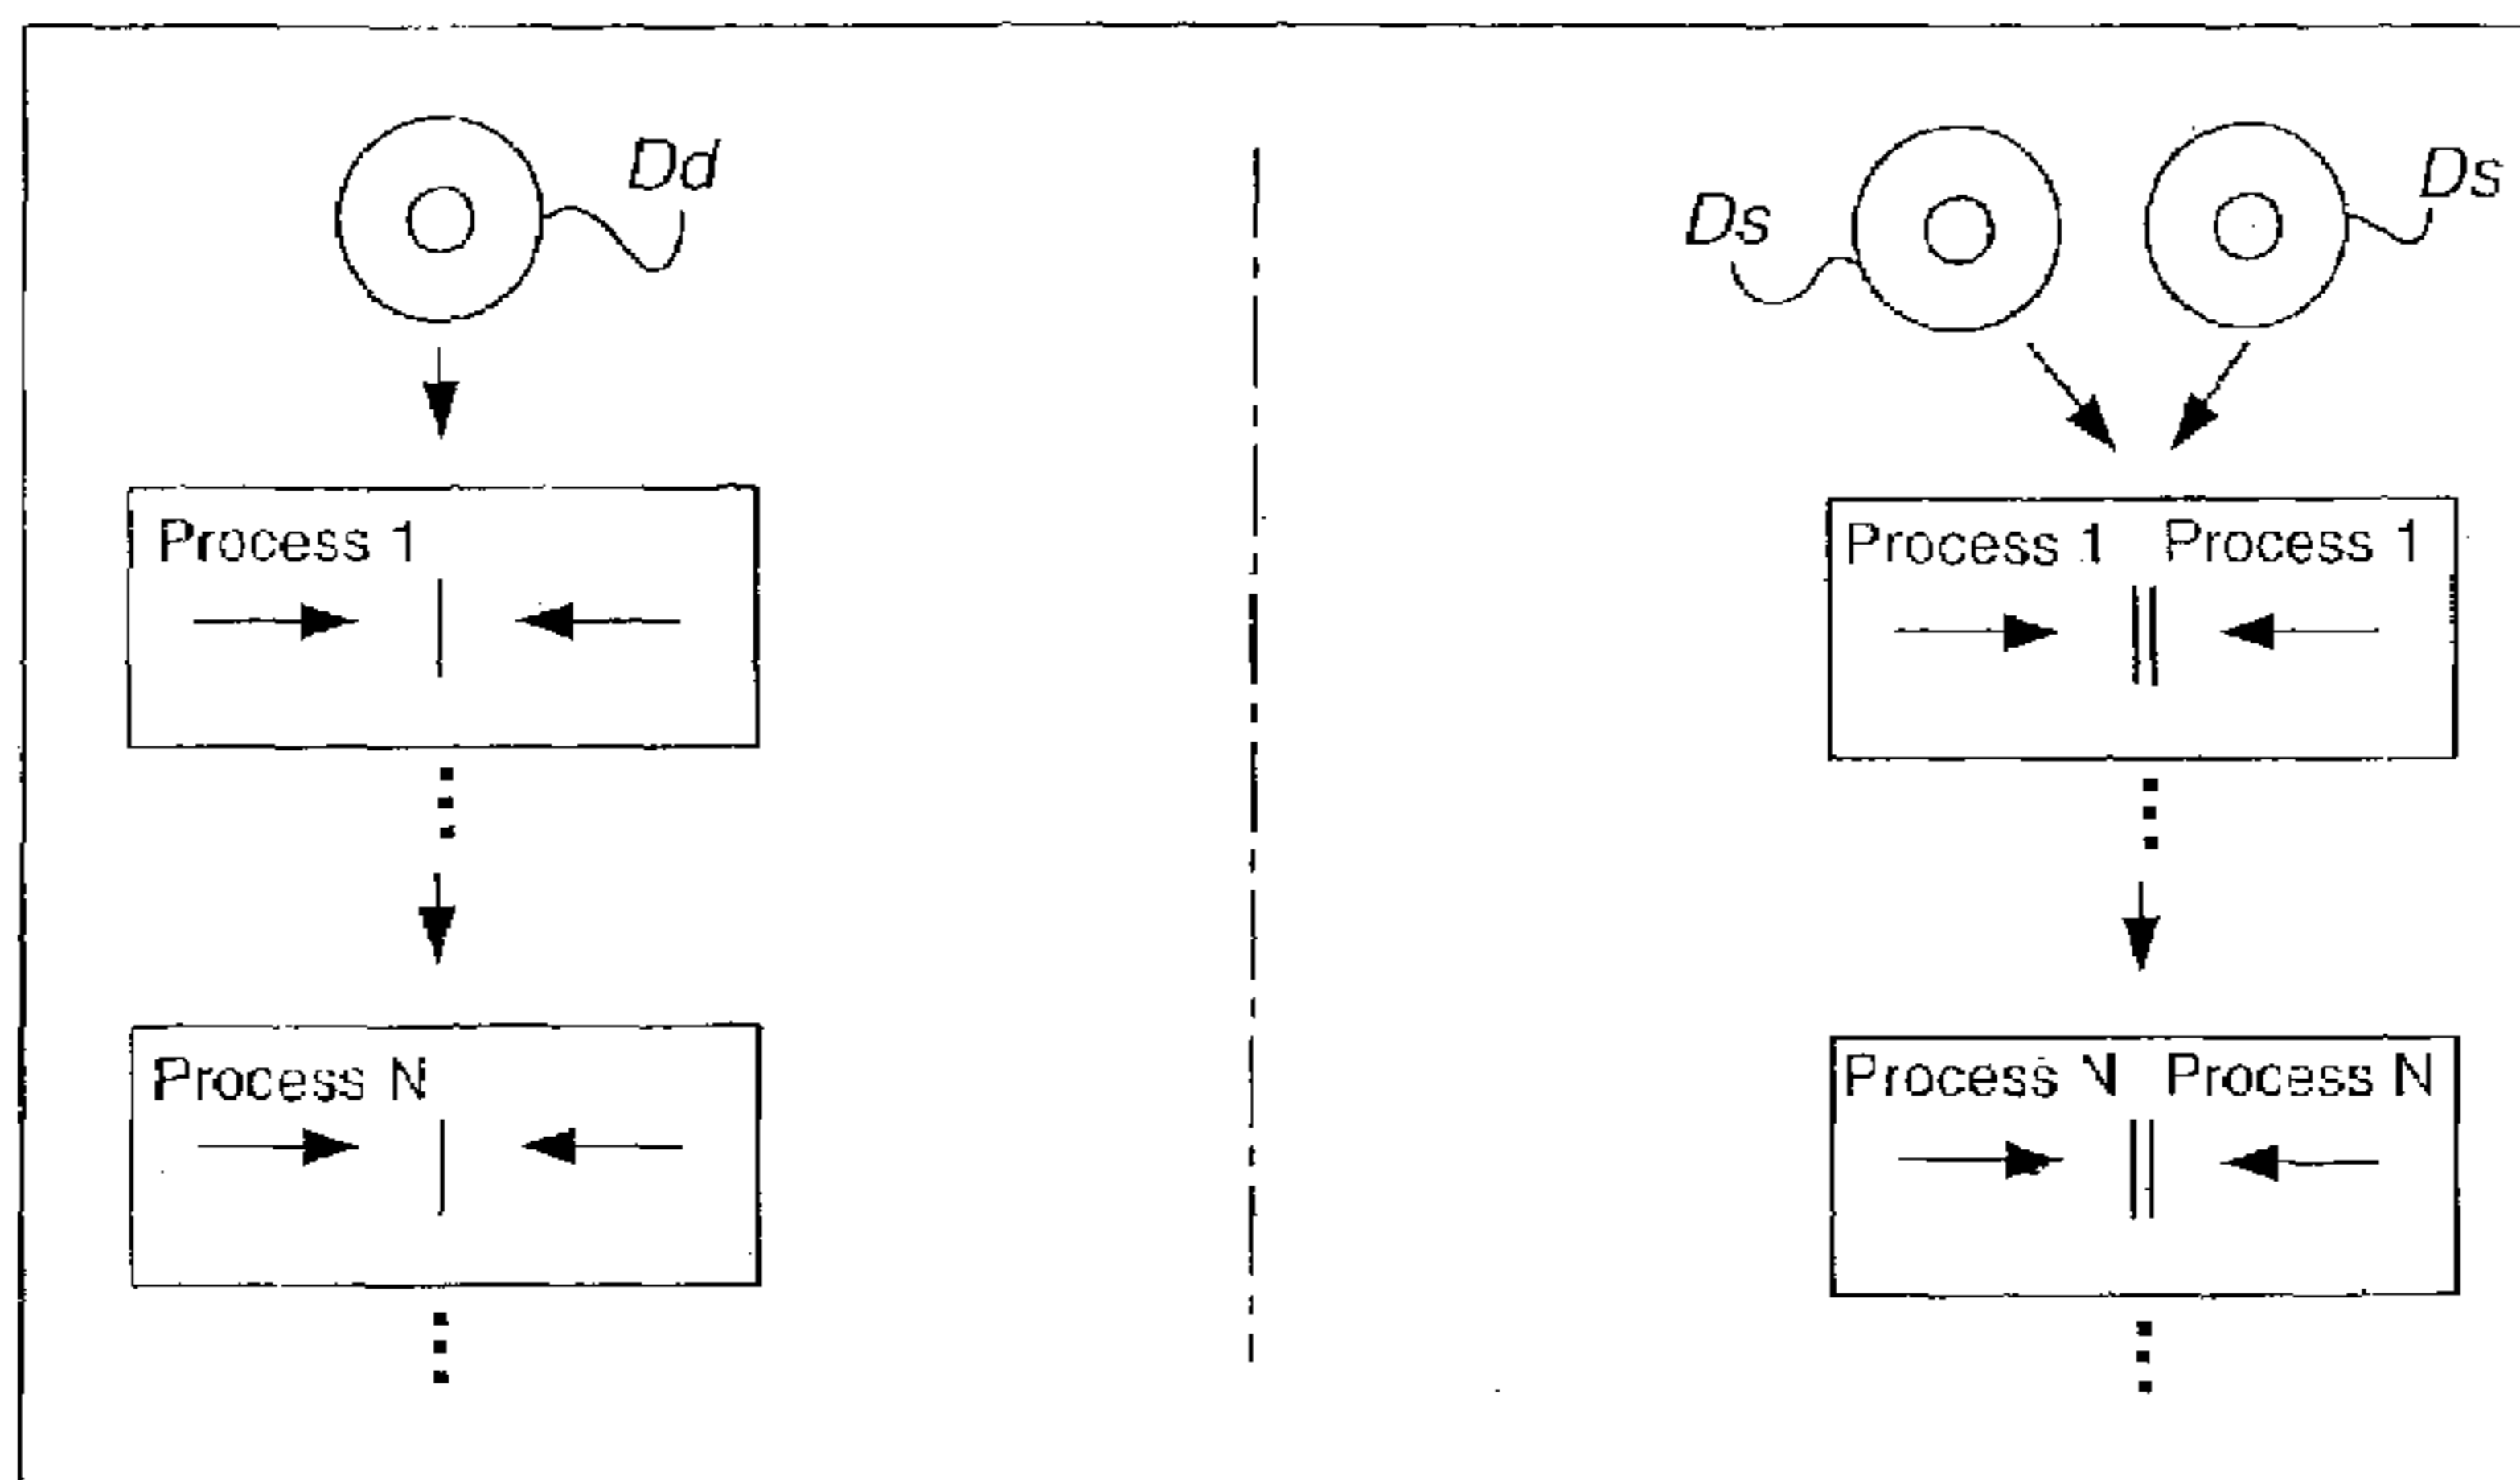 Dd
Ds
Ds
Process 1
Process 1 Process 1
Process N
Process N Process N